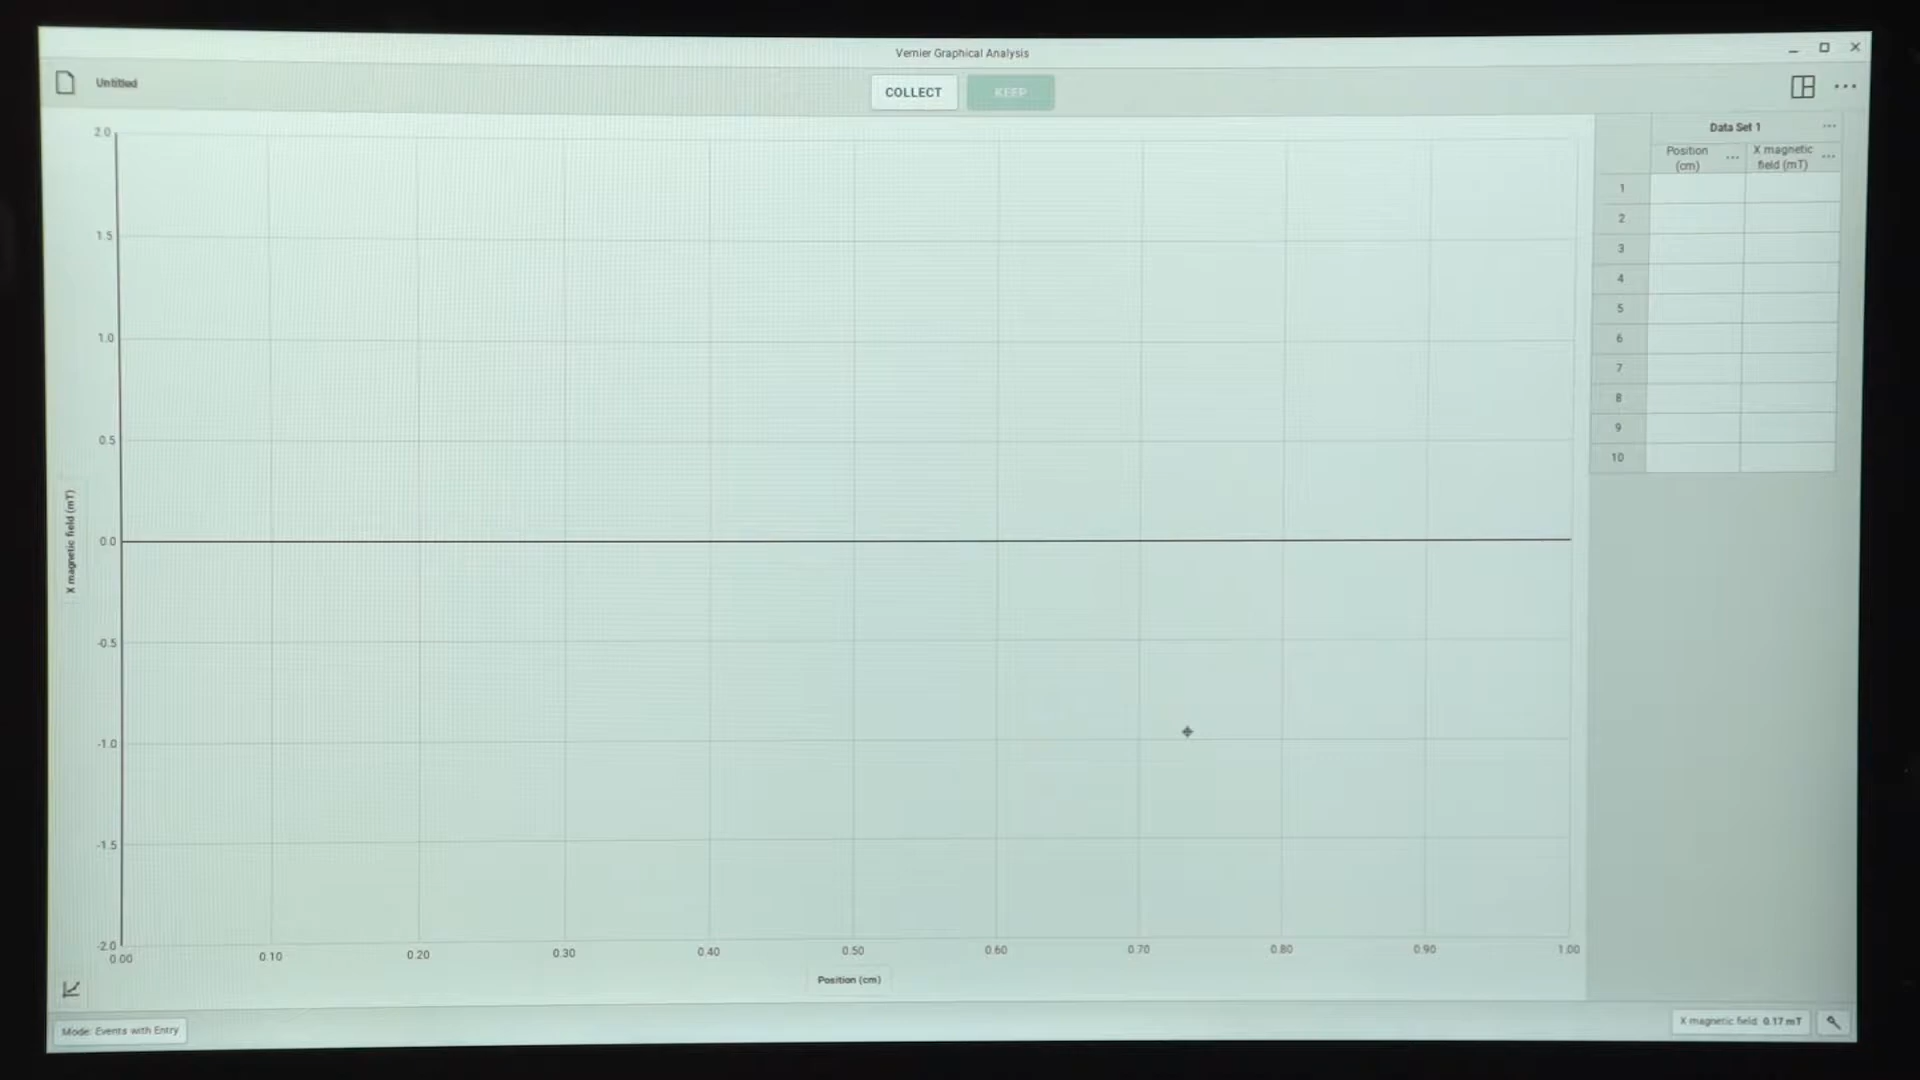 Vernier Graphical Analysis
Untitled
COLLECT
KEEP
Data Set 1
Position (cm)
X magnetic field (mT)
1
2
3
4
5
6
7
8
9
10
2.0
1.5
1.0
0.5
0.0
-0.5
-1.0
-1.5
-2.0
X magnetic field (mT)
0.00 0.10 0.20 0.30 0.40 0.50 0.60 0.70 0.80 0.90 1.00
Position (cm)
Mode: Events with Entry
X magnetic field: 0.17 mT